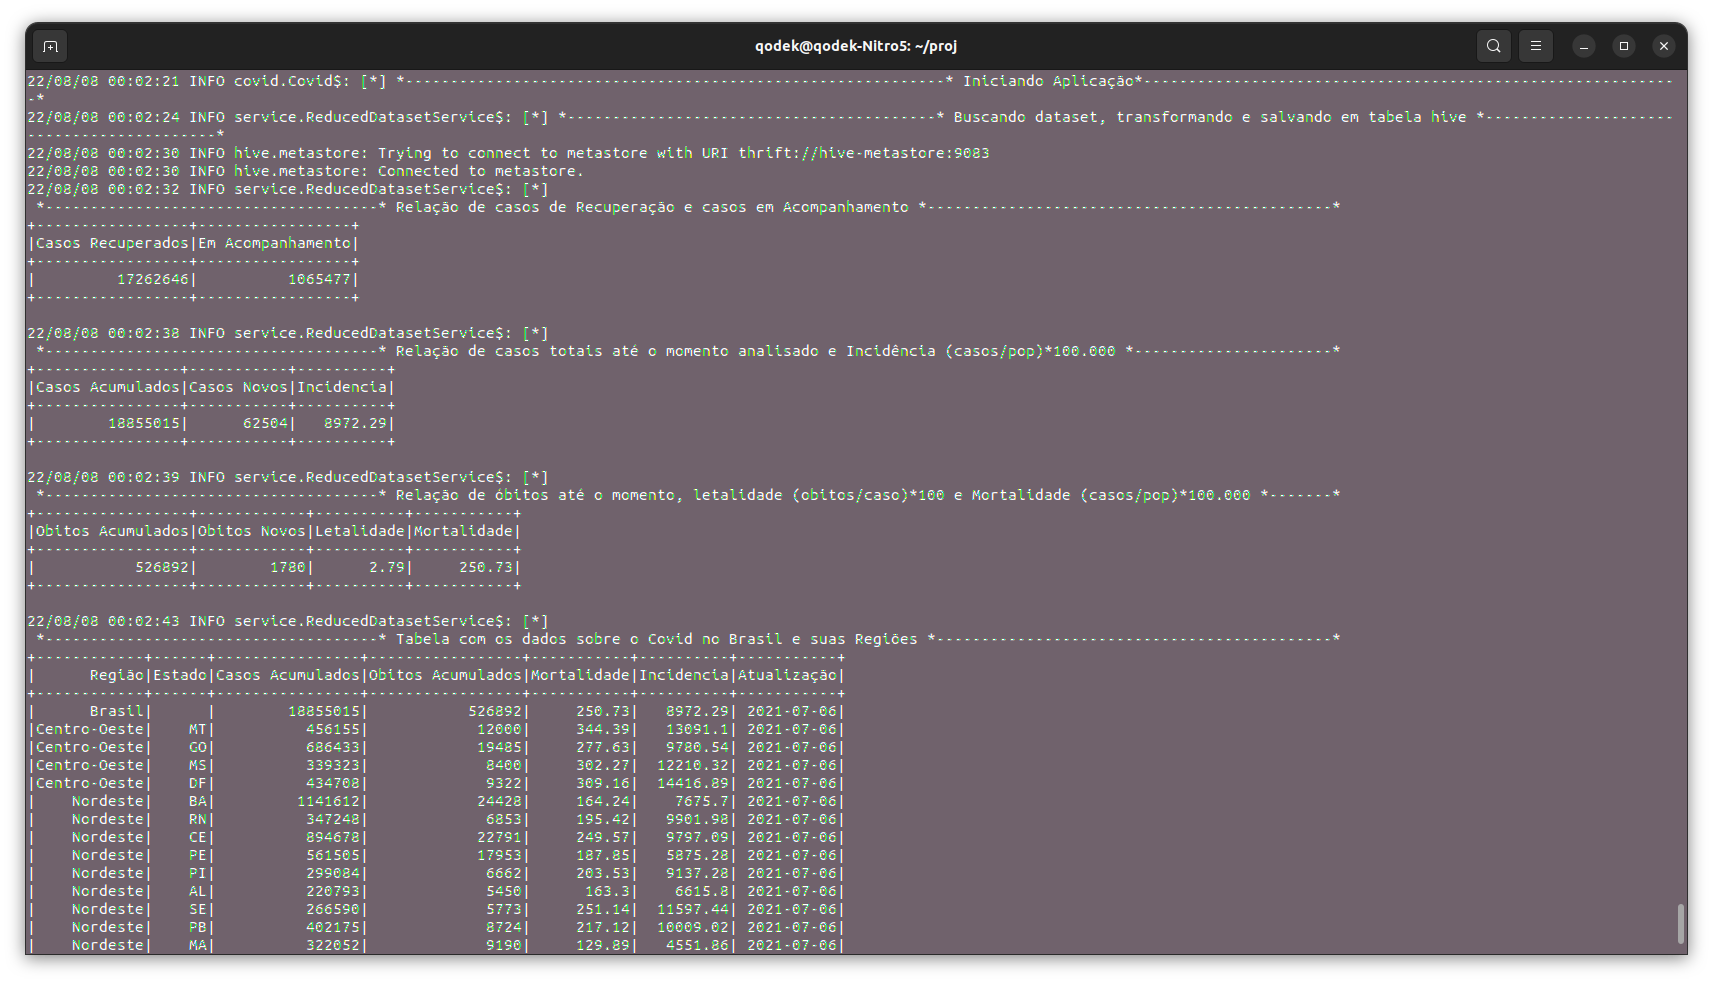 qodek@qodek-Nitro5: ~/proj
22/08/08 00:02:21 INFO covid.Covid$: [*] *------------------------------------------------------------* Iniciando Aplicação*-----------------------------------------------------------
-*
22/08/08 00:02:24 INFO service.ReducedDatasetService$: [*] *-----------------------------------------* Buscando dataset, transformando e salvando em tabela hive *---------------------
---------------------*
22/08/08 00:02:30 INFO hive.metastore: Trying to connect to metastore with URI thrift://hive-metastore:9083
22/08/08 00:02:30 INFO hive.metastore: Connected to metastore.
22/08/08 00:02:32 INFO service.ReducedDatasetService$: [*]
 *-------------------------------------* Relação de casos de Recuperação e casos em Acompanhamento *---------------------------------------------*
+-----------------+-----------------+
|Casos Recuperados|Em Acompanhamento|
+-----------------+-----------------+
|         17262646|          1065477|
+-----------------+-----------------+
22/08/08 00:02:38 INFO service.ReducedDatasetService$: [*]
 *-------------------------------------* Relação de casos totais até o momento analisado e Incidência (casos/pop)*100.000 *----------------------*
+----------------+-----------+----------+
|Casos Acumulados|Casos Novos|Incidencia|
+----------------+-----------+----------+
|        18855015|      62504|   8972.29|
+----------------+-----------+----------+
22/08/08 00:02:39 INFO service.ReducedDatasetService$: [*]
 *-------------------------------------* Relação de óbitos até o momento, letalidade (obitos/caso)*100 e Mortalidade (casos/pop)*100.000 *-------*
+-----------------+------------+----------+-----------+
|Obitos Acumulados|Obitos Novos|Letalidade|Mortalidade|
+-----------------+------------+----------+-----------+
|           526892|        1780|      2.79|     250.73|
+-----------------+------------+----------+-----------+
22/08/08 00:02:43 INFO service.ReducedDatasetService$: [*]
 *-------------------------------------* Tabela com os dados sobre o Covid no Brasil e suas Regiões *--------------------------------------------*
+------------+------+----------------+-----------------+-----------+----------+-----------+
|      Região|Estado|Casos Acumulados|Obitos Acumulados|Mortalidade|Incidencia|Atualização|
+------------+------+----------------+-----------------+-----------+----------+-----------+
|      Brasil|      |        18855015|           526892|     250.73|   8972.29| 2021-07-06|
|Centro-Oeste|    MT|          456155|            12000|     344.39|   13091.1| 2021-07-06|
|Centro-Oeste|    GO|          686433|            19485|     277.63|   9780.54| 2021-07-06|
|Centro-Oeste|    MS|          339323|             8400|     302.27|  12210.32| 2021-07-06|
|Centro-Oeste|    DF|          434708|             9322|     309.16|  14416.89| 2021-07-06|
|    Nordeste|    BA|         1141612|            24428|     164.24|    7675.7| 2021-07-06|
|    Nordeste|    RN|          347248|             6853|     195.42|   9901.98| 2021-07-06|
|    Nordeste|    CE|          894678|            22791|     249.57|   9797.09| 2021-07-06|
|    Nordeste|    PE|          561505|            17953|     187.85|   5875.28| 2021-07-06|
|    Nordeste|    PI|          299084|             6662|     203.53|   9137.28| 2021-07-06|
|    Nordeste|    AL|          220793|             5450|      163.3|    6615.8| 2021-07-06|
|    Nordeste|    SE|          266590|             5773|     251.14|  11597.44| 2021-07-06|
|    Nordeste|    PB|          402175|             8724|     217.12|  10009.02| 2021-07-06|
|    Nordeste|    MA|          322052|             9190|     129.89|   4551.86| 2021-07-06|